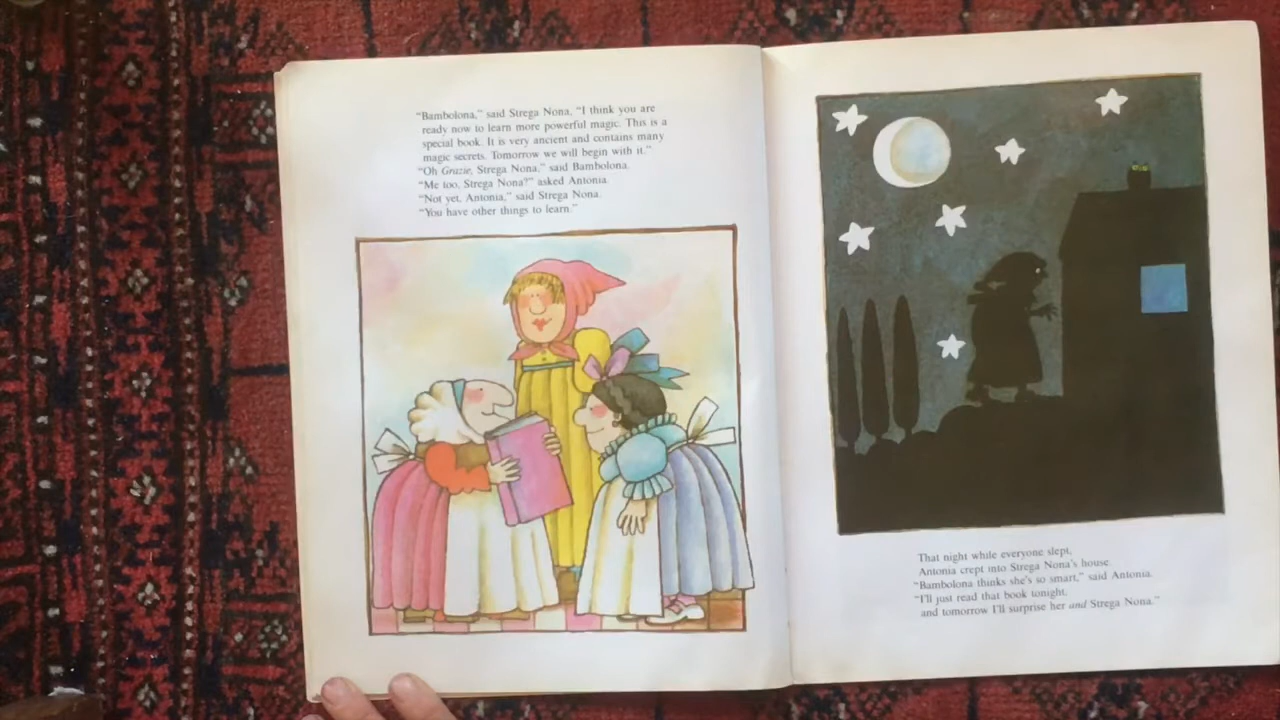 "Bambolona," said Strega Nona, "I think you are
ready now to learn more powerful magic. This is a
special book. It is very ancient and contains many
magic secrets. Tomorrow we will begin with it."
"Oh Grazie, Strega Nona," said Bambolona.
"Me too, Strega Nona?" asked Antonia.
"Not yet, Antonia," said Strega Nona.
"You have other things to learn."
That night while everyone slept,
Antonia crept into Strega Nona's house.
"Bambolona thinks she's so smart," said Antonia.
"I'll just read that book tonight,
and tomorrow I'll surprise her and Strega Nona."